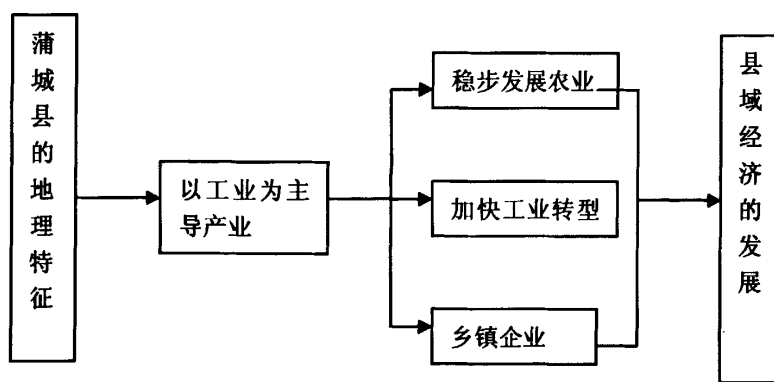 蒲城县的地理特征
以工业为主
导产业
稳步发展农业
加快工业转型
乡镇企业
县域经济的发展